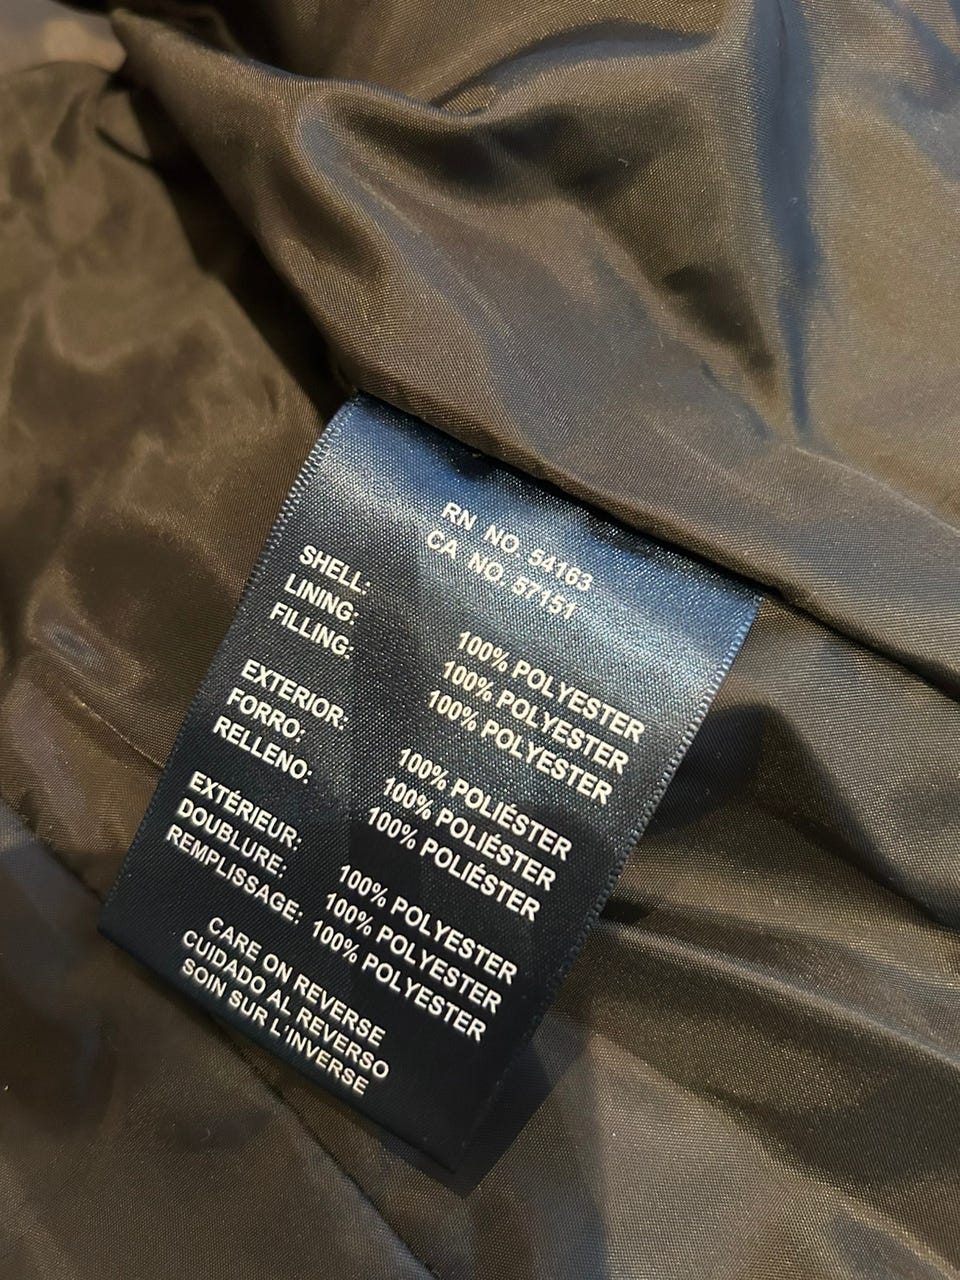 RN NO. 54163
CA NO. 57151
SHELL: 100% POLYESTER
LINING: 100% POLYESTER
FILLING: 100% POLYESTER
EXTERIOR: 100% POLIÉSTER
FORRO: 100% POLIÉSTER
RELLENO: 100% POLIÉSTER
EXTÉRIEUR: 100% POLYESTER
DOUBLURE: 100% POLYESTER
REMPLISSAGE: 100% POLYESTER
CARE ON REVERSE
CUIDADO AL REVERSO
SOIN SUR L'INVERSE